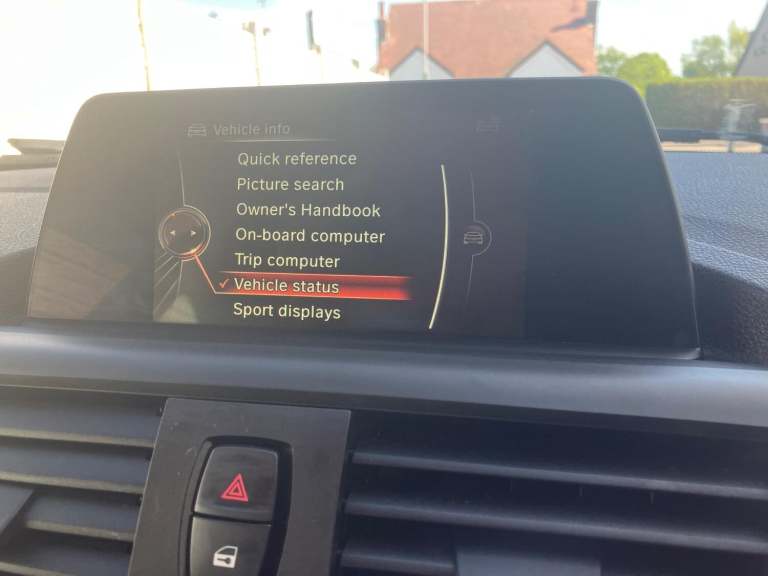 Vehicle info
Quick reference
Picture search
Owner's Handbook
On-board computer
Trip computer
Vehicle status
Sport displays